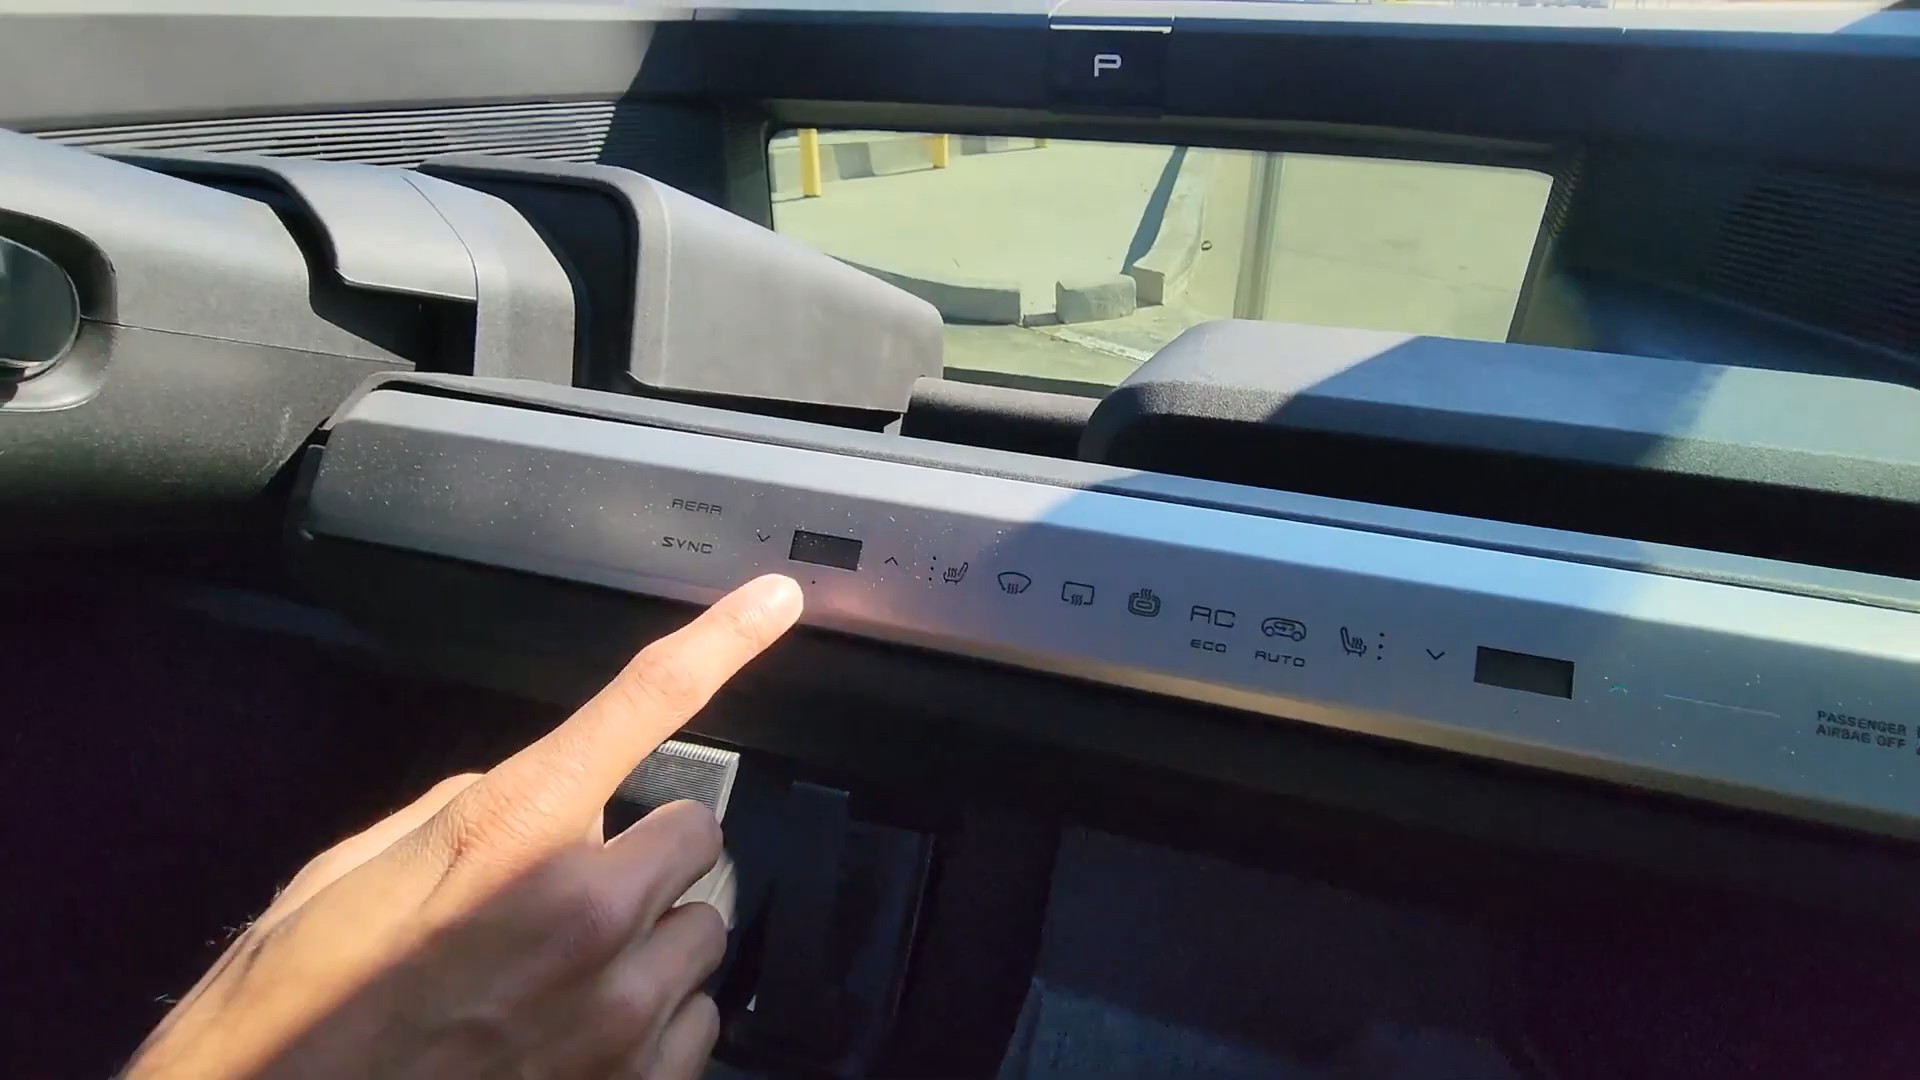 P
REAR
SYNC
AC
ECO
AUTO
PASSENGER
AIRBAG OFF